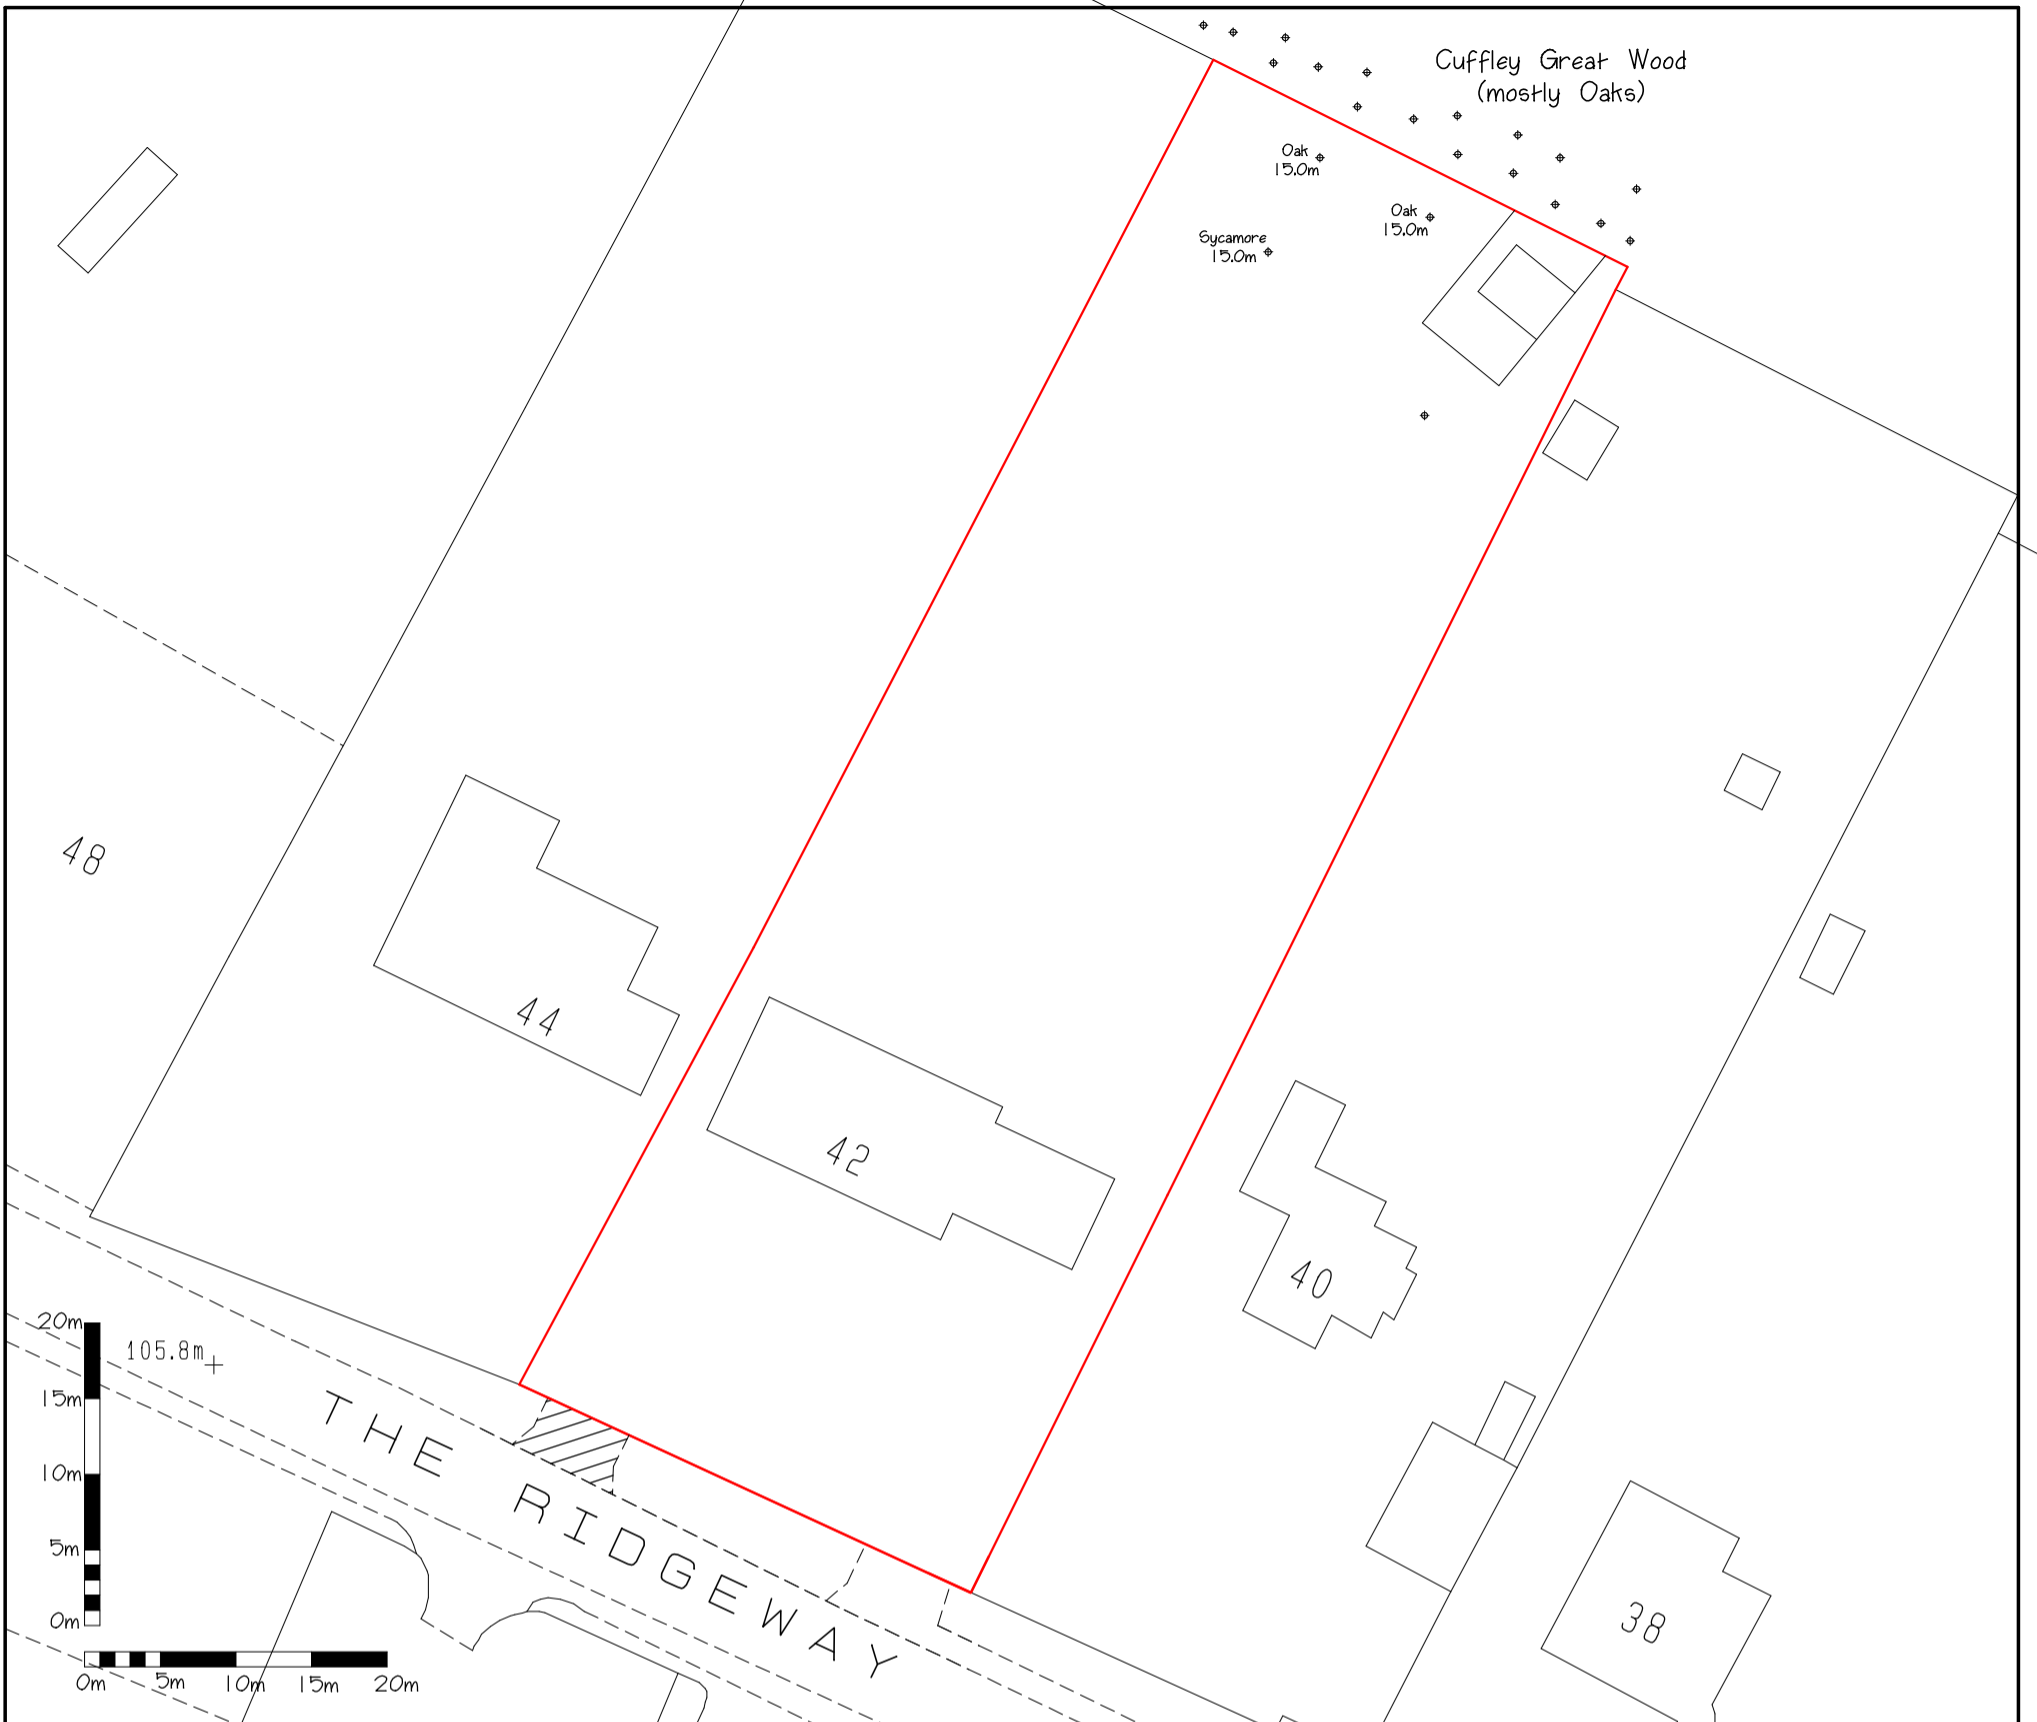 Cuffley Great Wood
(mostly Oaks)
Oak
15.0m
Oak
15.0m
Sycamore
15.0m
48
44
42
40
38
105.8m
THE RIDGEWAY
20m
15m
10m
5m
0m
0m 5m 10m 15m 20m